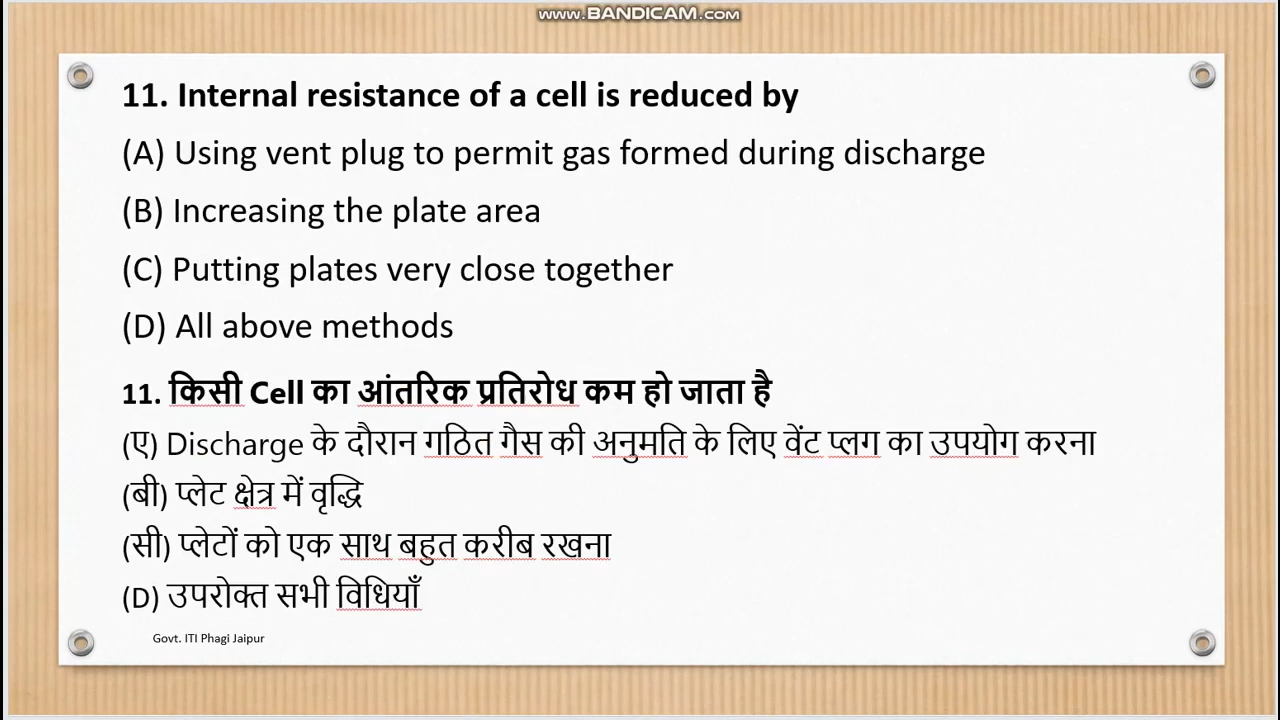 www.BANDICAM.com
11. Internal resistance of a cell is reduced by
(A) Using vent plug to permit gas formed during discharge
(B) Increasing the plate area
(C) Putting plates very close together
(D) All above methods
11. किसी Cell का आंतरिक प्रतिरोध कम हो जाता है
(ए) Discharge के दौरान गठित गैस की अनुमति के लिए वेंट प्लग का उपयोग करना
(बी) प्लेट क्षेत्र में वृद्धि
(सी) प्लेटों को एक साथ बहुत करीब रखना
(D) उपरोक्त सभी विधियाँ
Govt. ITI Phagi Jaipur